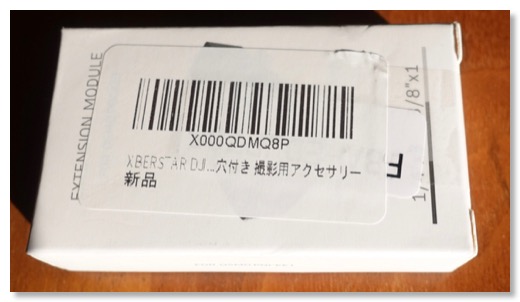 EXTENSION MODULE
X000QDMQ8P
XBERSTAR DJI...穴付き 撮影用アクセサリー
新品
/8"x1
1/